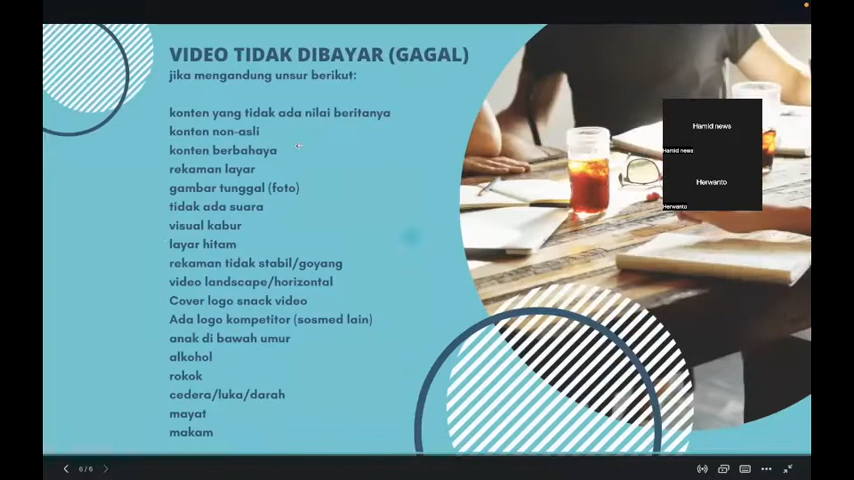 VIDEO TIDAK DIBAYAR (GAGAL)
jika mengandung unsur berikut:
konten yang tidak ada nilai beritanya
konten non-asli
konten berbahaya
rekaman layar
gambar tunggal (foto)
tidak ada suara
visual kabur
layar hitam
rekaman tidak stabil/goyang
video landscape/horizontal
Cover logo snack video
Ada logo kompetitor (sosmed lain)
anak di bawah umur
alkohol
rokok
cedera/luka/darah
mayat
makam
Hamid news
Hamid news
Herwanto
Herwanto
6/6